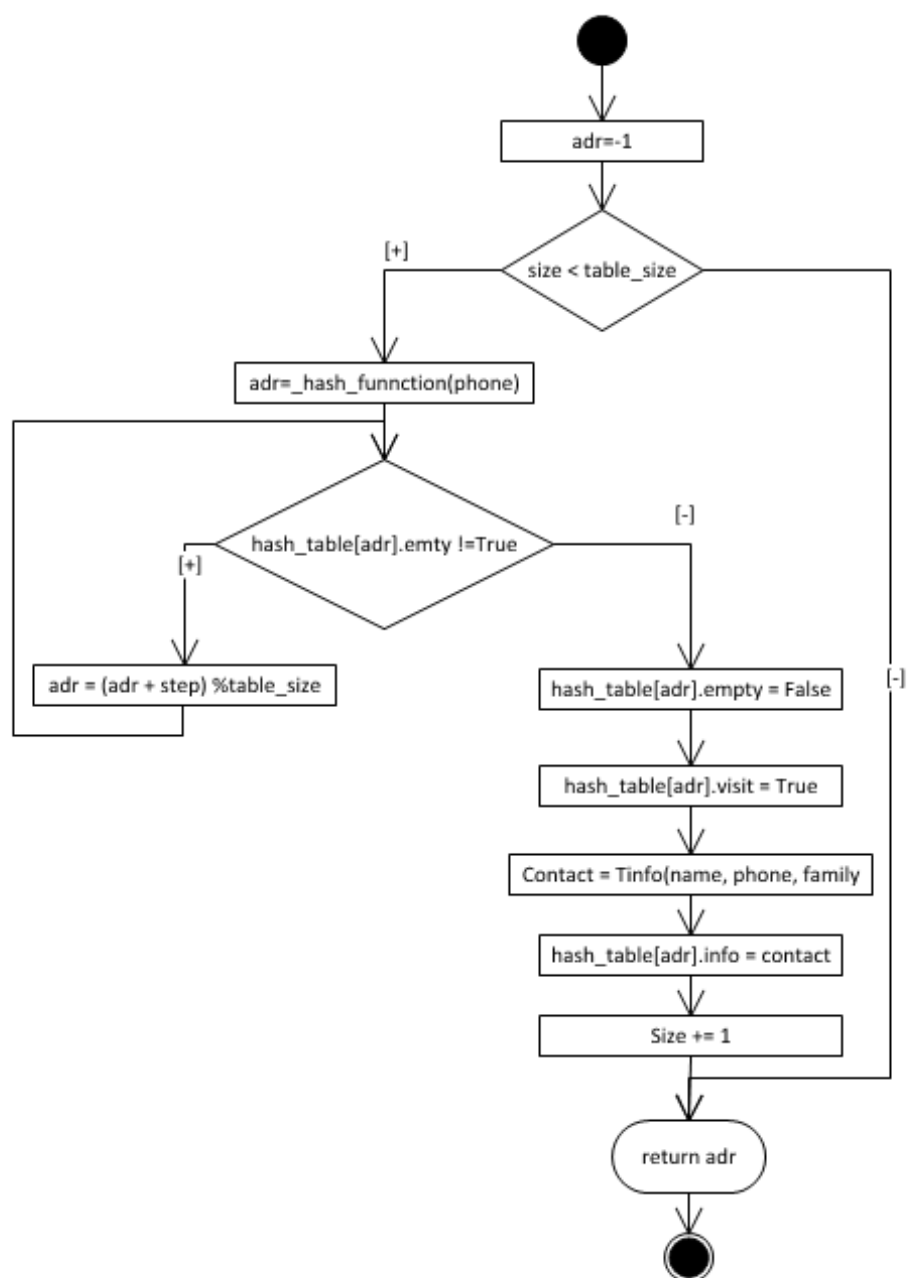 adr=-1
size < table_size
[+]
adr=_hash_funnction(phone)
hash_table[adr].emty !=True
[+]
[-]
adr = (adr + step) %table_size
hash_table[adr].empty = False
[-]
hash_table[adr].visit = True
Contact = Tinfo(name, phone, family
hash_table[adr].info = contact
Size += 1
return adr